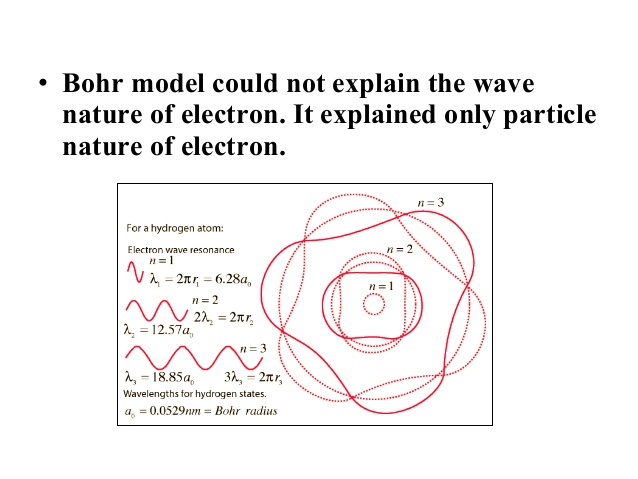 • Bohr model could not explain the wave
nature of electron. It explained only particle
nature of electron.
For a hydrogen atom:
Electron wave resonance
n = 1
λ₁ = 2πr₁ = 6.28a₀
n = 2
2λ₂ = 2πr₂
λ₂ = 12.57a₀
n = 3
λ₃ = 18.85a₀ 3λ₃ = 2πr₃
Wavelengths for hydrogen states.
a₀ = 0.0529nm = Bohr radius
n = 3
n = 2
n = 1